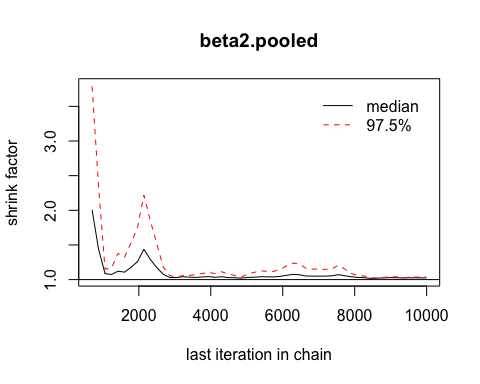 beta2.pooled
median
97.5%
shrink factor
1.0
2.0
3.0
2000 4000 6000 8000 10000
last iteration in chain